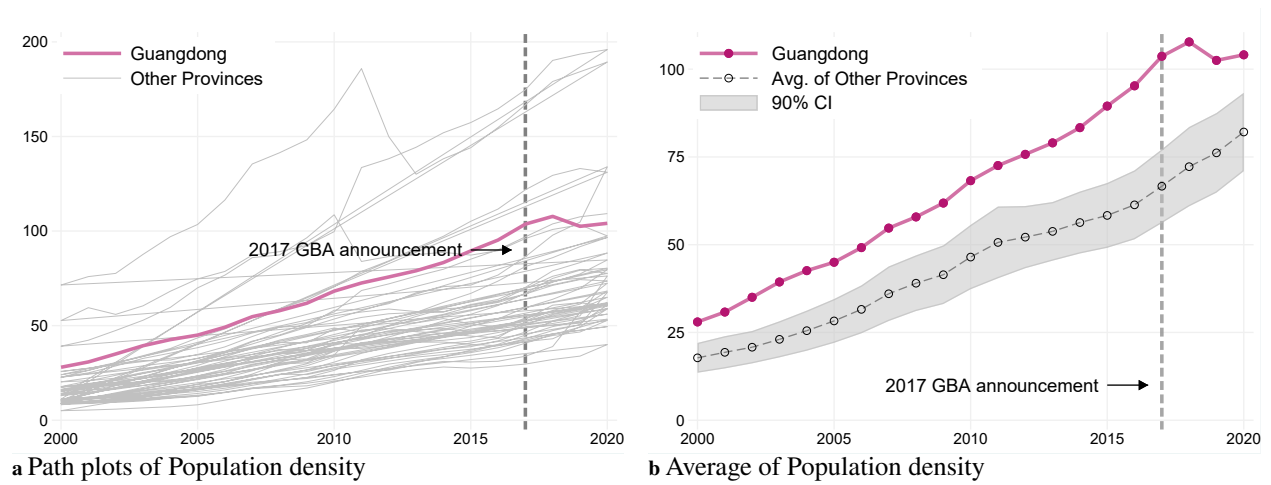 200
150
100
50
0
2000
2005
2010
2015
2020
Guangdong
Other Provinces
2017 GBA announcement
a Path plots of Population density
100
75
50
25
0
2000
2005
2010
2015
2020
Guangdong
Avg. of Other Provinces
90% CI
2017 GBA announcement
b Average of Population density